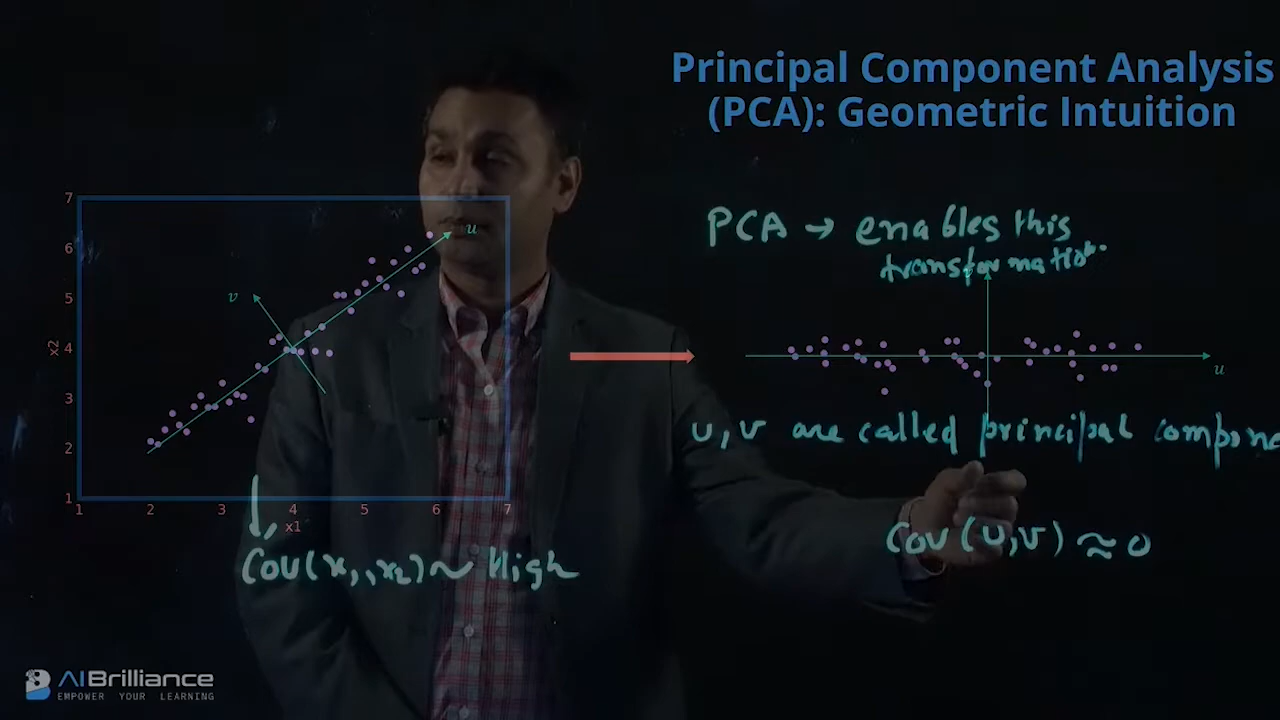 Principal Component Analysis
(PCA): Geometric Intuition
7
6
5
4
3
2
1
x2
1 2 3 4 5 6 7
x1
u
v
Cov(x1, x2) ~ High
PCA → enables this
transformation.
v
u
u, v are called principal compone
Cov(u,v) ≈ 0
AIBrilliance
EMPOWER YOUR LEARNING